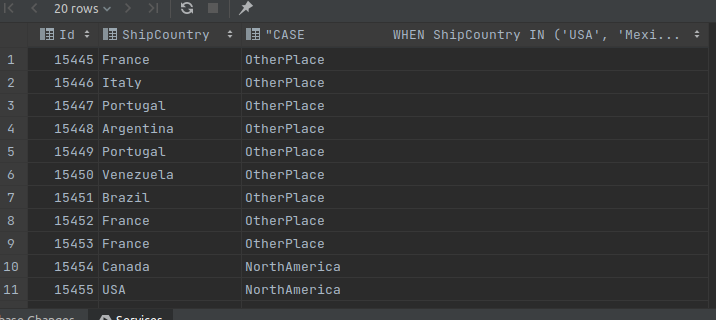 20 rows
Id ShipCountry "CASE WHEN ShipCountry IN ('USA', 'Mexi...
1 15445 France OtherPlace
2 15446 Italy OtherPlace
3 15447 Portugal OtherPlace
4 15448 Argentina OtherPlace
5 15449 Portugal OtherPlace
6 15450 Venezuela OtherPlace
7 15451 Brazil OtherPlace
8 15452 France OtherPlace
9 15453 France OtherPlace
10 15454 Canada NorthAmerica
11 15455 USA NorthAmerica
base Changes Services